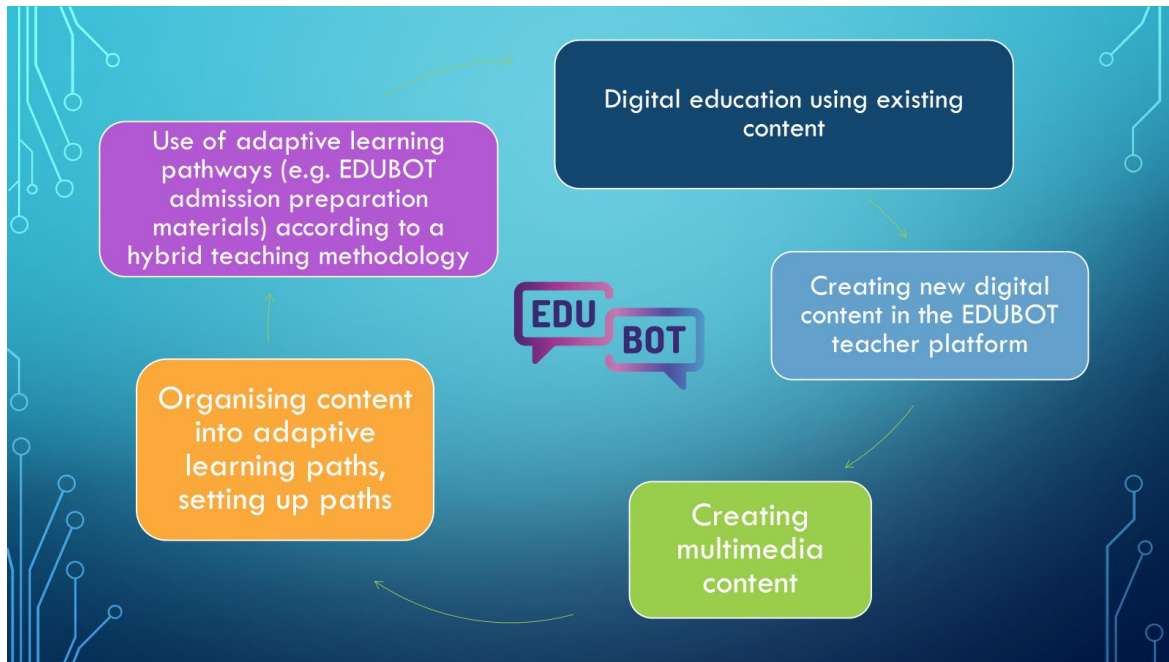 Digital education using existing
content
Use of adaptive learning
pathways (e.g. EDUBOT
admission preparation
materials) according to a
hybrid teaching methodology
Creating new digital
content in the EDUBOT
teacher platform
EDU
BOT
Organising content
into adaptive
learning paths,
setting up paths
Creating
multimedia
content